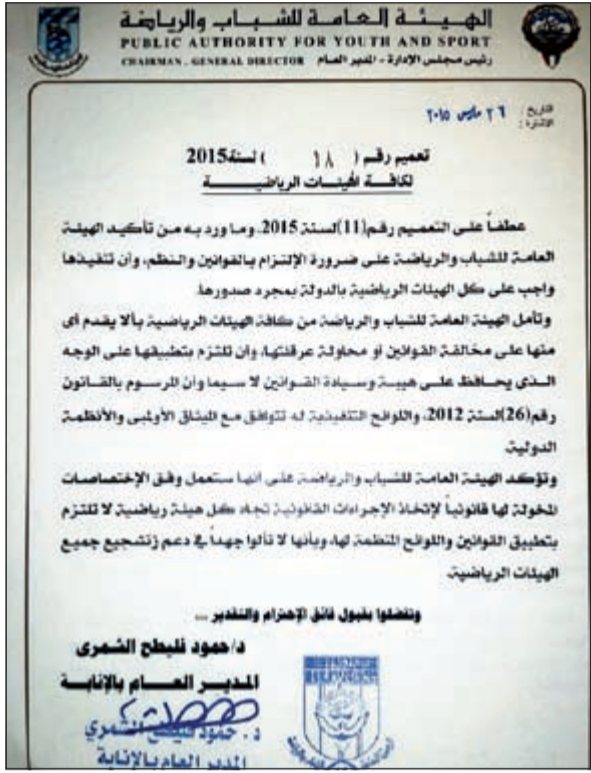 الهيئة العامة للشباب والرياضة
PUBLIC AUTHORITY FOR YOUTH AND SPORT
CHAIRMAN . GENERAL DIRECTOR رئيس مجلس الإدارة - المدير العام
التاريخ : ٢٦ مارس ٢٠١٥
الاشارة :
تعميم رقم ( ١٨ ) لسنة 2015
لكافة الهيئات الرياضية
عطفاً على التعميم رقم (11) لسنة 2015، وما ورد به من تأكيد الهيئة
العامة للشباب والرياضة على ضرورة الإلتزام بالقوانين والنظم، وأن تنفيذها
واجب على كل الهيئات الرياضية بالدولة بمجرد صدورها.
وتأمل الهيئة العامة للشباب والرياضة من كافة الهيئات الرياضية بألا يقدم أى
منها على مخالفة القوانين أو محاولة عرقلتها، وأن تلتزم بتطبيقها على الوجه
الذى يحافظ على هيبة وسيادة القوانين لا سيما وأن المرسوم بالقانون
رقم (26) لسنة 2012، واللوائح التنفيذية له تتوافق مع الميثاق الأولمبى والأنظمة
الدولية.
وتؤكد الهيئة العامة للشباب والرياضة على انها ستعمل وفق الإختصاصات
المخولة لها قانونياً لإتخاذ الإجراءات القانونية تجاه كل هيئة رياضية لا تلتزم
بتطبيق القوانين واللوائح المنظمة لها، وبأنها لا تألوا جهداً في دعم وتشجيع جميع
الهيئات الرياضية.
وتفضلوا بقبول فائق الإحترام والتقدير ...
د/حمود فليطح الشمرى
المدير العام بالإنابة
د. حمود فليطح الشمري
المدير العام بالإنابة